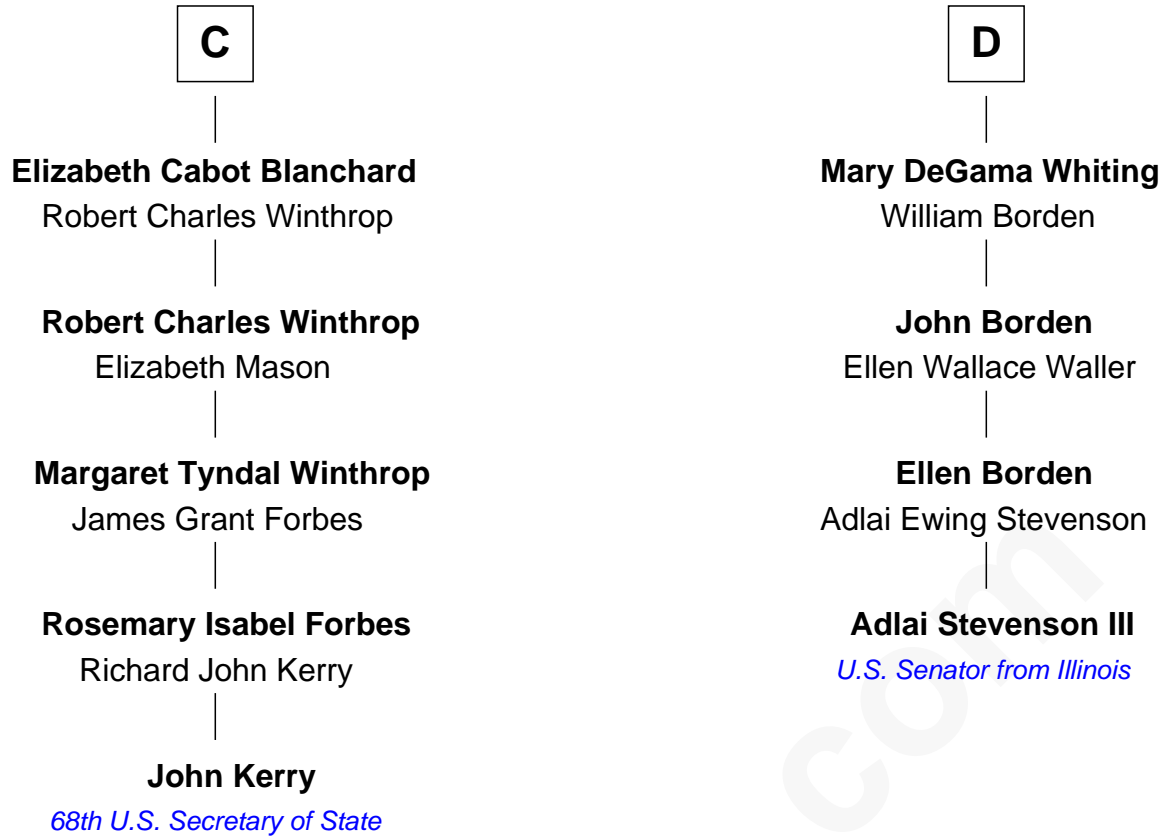 C
Elizabeth Cabot Blanchard
Robert Charles Winthrop
Robert Charles Winthrop
Elizabeth Mason
Margaret Tyndal Winthrop
James Grant Forbes
Rosemary Isabel Forbes
Richard John Kerry
John Kerry
68th U.S. Secretary of State
D
Mary DeGama Whiting
William Borden
John Borden
Ellen Wallace Waller
Ellen Borden
Adlai Ewing Stevenson
Adlai Stevenson III
U.S. Senator from Illinois
com